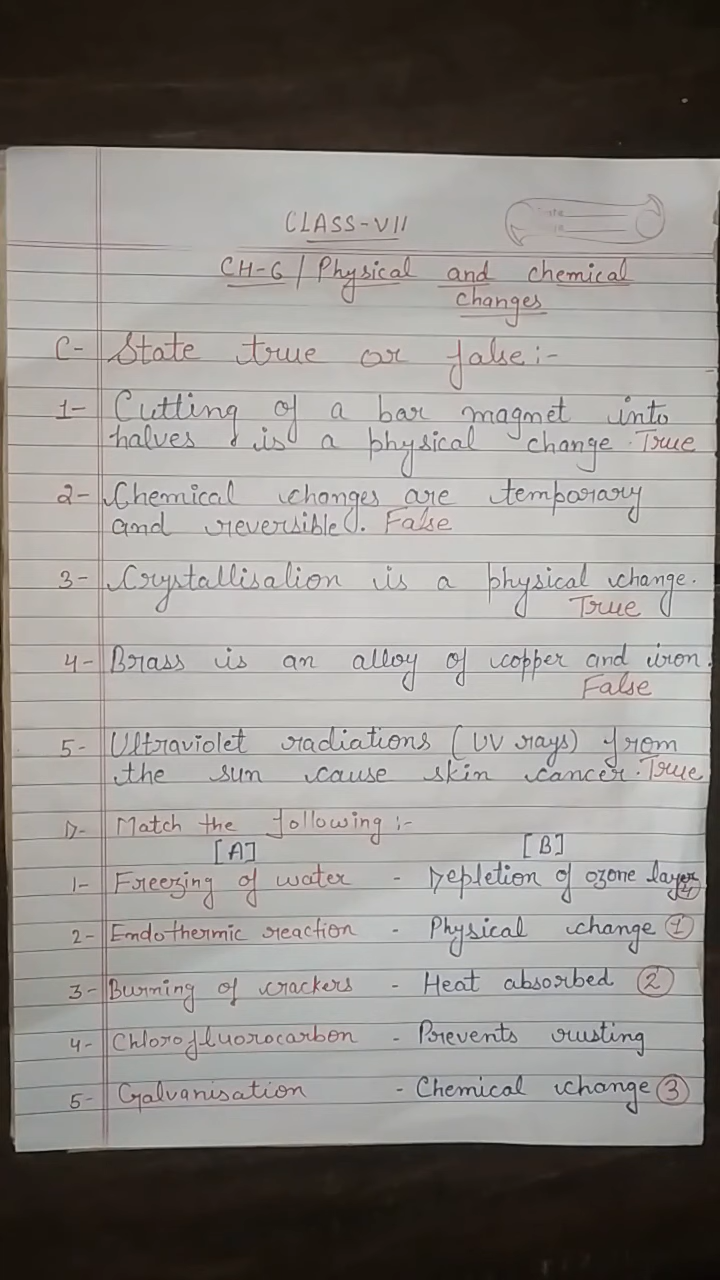 CLASS-VII
CH-6 / Physical and chemical
changes
C- State true or false:-
1- Cutting of a bar magnet into
halves is a physical change. True
2- Chemical changes are temporary
and reversible. False
3- Crystallisation is a physical change.
True
4- Brass is an alloy of copper and iron.
False
5- Ultraviolet radiations (UV rays) from
the sun cause skin cancer. True
D- Match the following:-
[A] [B]
1- Freezing of water - Depletion of ozone layer 4
2- Endothermic reaction - Physical change 1
3- Burning of crackers - Heat absorbed 2
4- Chlorofluorocarbon - Prevents rusting
5- Galvanisation - Chemical change 3